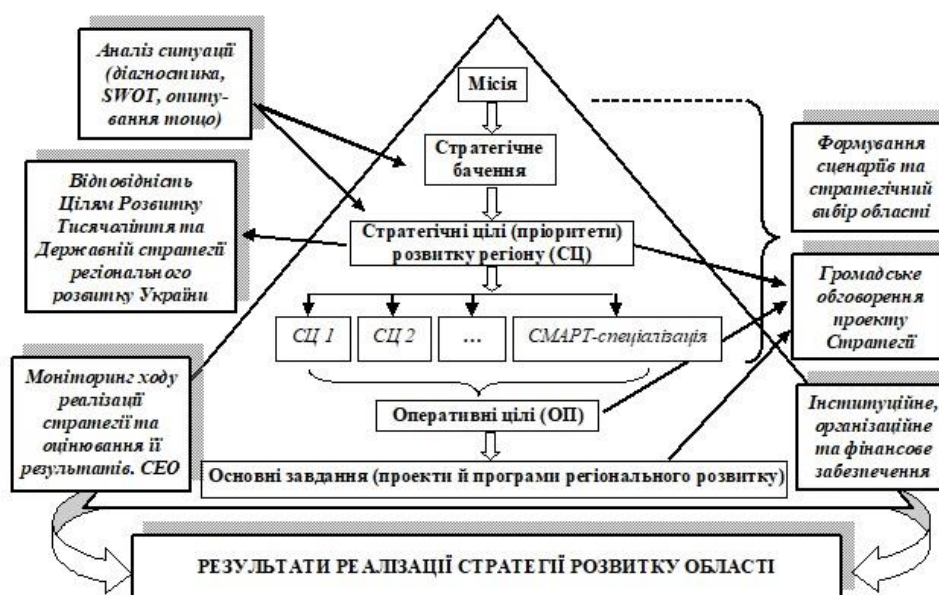 Аналіз ситуації
(діагностика,
SWOT, опиту-
вання тощо)
Місія
Стратегічне
бачення
Формування
сценаріїв та
стратегічний
вибір області
Відповідність
Цілям Розвитку
Тисячоліття та
Державній стратегії
регіонального
розвитку України
Стратегічні цілі (пріоритети)
розвитку регіону (СЦ)
Громадське
обговорення
проекту
Стратегії
СЦ 1
СЦ 2
...
СМАРТ-спеціалізація
Моніторинг ходу
реалізації
стратегії та
оцінювання її
результатів. СЕО
Оперативні цілі (ОП)
Інституційне,
організаційне
та фінансове
забезпечення
Основні завдання (проекти й програми регіонального розвитку)
РЕЗУЛЬТАТИ РЕАЛІЗАЦІЇ СТРАТЕГІЇ РОЗВИТКУ ОБЛАСТІ